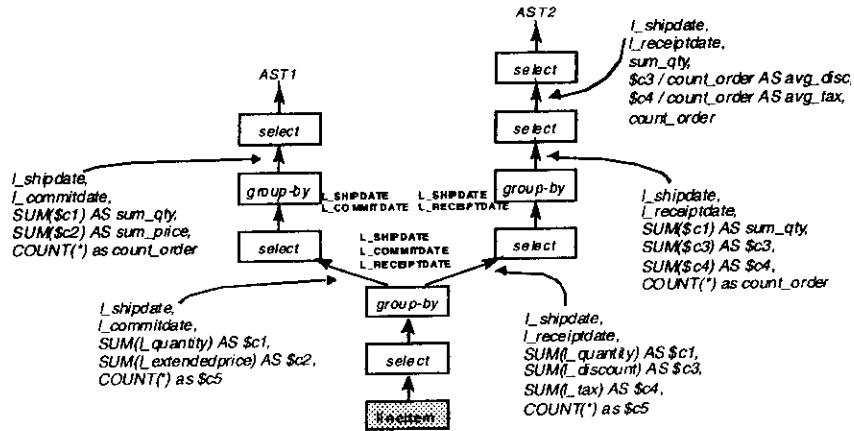 AST2
l_shipdate,
l_receiptdate,
sum_qty,
$c3 / count_order AS avg_disc,
$c4 / count_order AS avg_tax,
count_order
select
AST1
select
select
l_shipdate,
l_commitdate,
SUM($c1) AS sum_qty,
SUM($c2) AS sum_price,
COUNT(*) as count_order
group-by
L_SHIPDATE
L_COMMITDATE
L_SHIPDATE
L_RECEIPTDATE
group-by
l_shipdate,
l_receiptdate,
SUM($c1) AS sum_qty,
SUM($c3) AS $c3,
SUM($c4) AS $c4,
COUNT(*) as count_order
select
L_SHIPDATE
L_COMMITDATE
L_RECEIPTDATE
select
group-by
l_shipdate,
l_commitdate,
SUM(l_quantity) AS $c1,
SUM(l_extendedprice) AS $c2,
COUNT(*) as $c5
l_shipdate,
l_receiptdate,
SUM(l_quantity) AS $c1,
SUM(l_discount) AS $c3,
SUM(l_tax) AS $c4,
COUNT(*) as $c5
select
lineitem